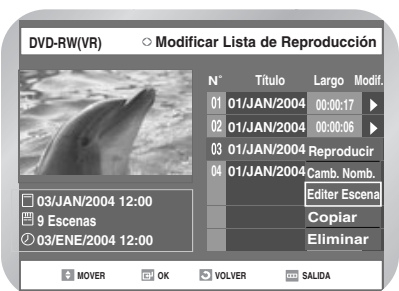 DVD-RW(VR) Modificar Lista de Reproducción
N° Título Largo Modif.
01 01/JAN/2004 00:00:17
02 01/JAN/2004 00:00:06
03 01/JAN/2004 Reproducir
04 01/JAN/2004 Camb. Nomb.
Editer Escena
Copiar
Eliminar
03/JAN/2004 12:00
9 Escenas
03/ENE/2004 12:00
MOVER OK VOLVER SALIDA